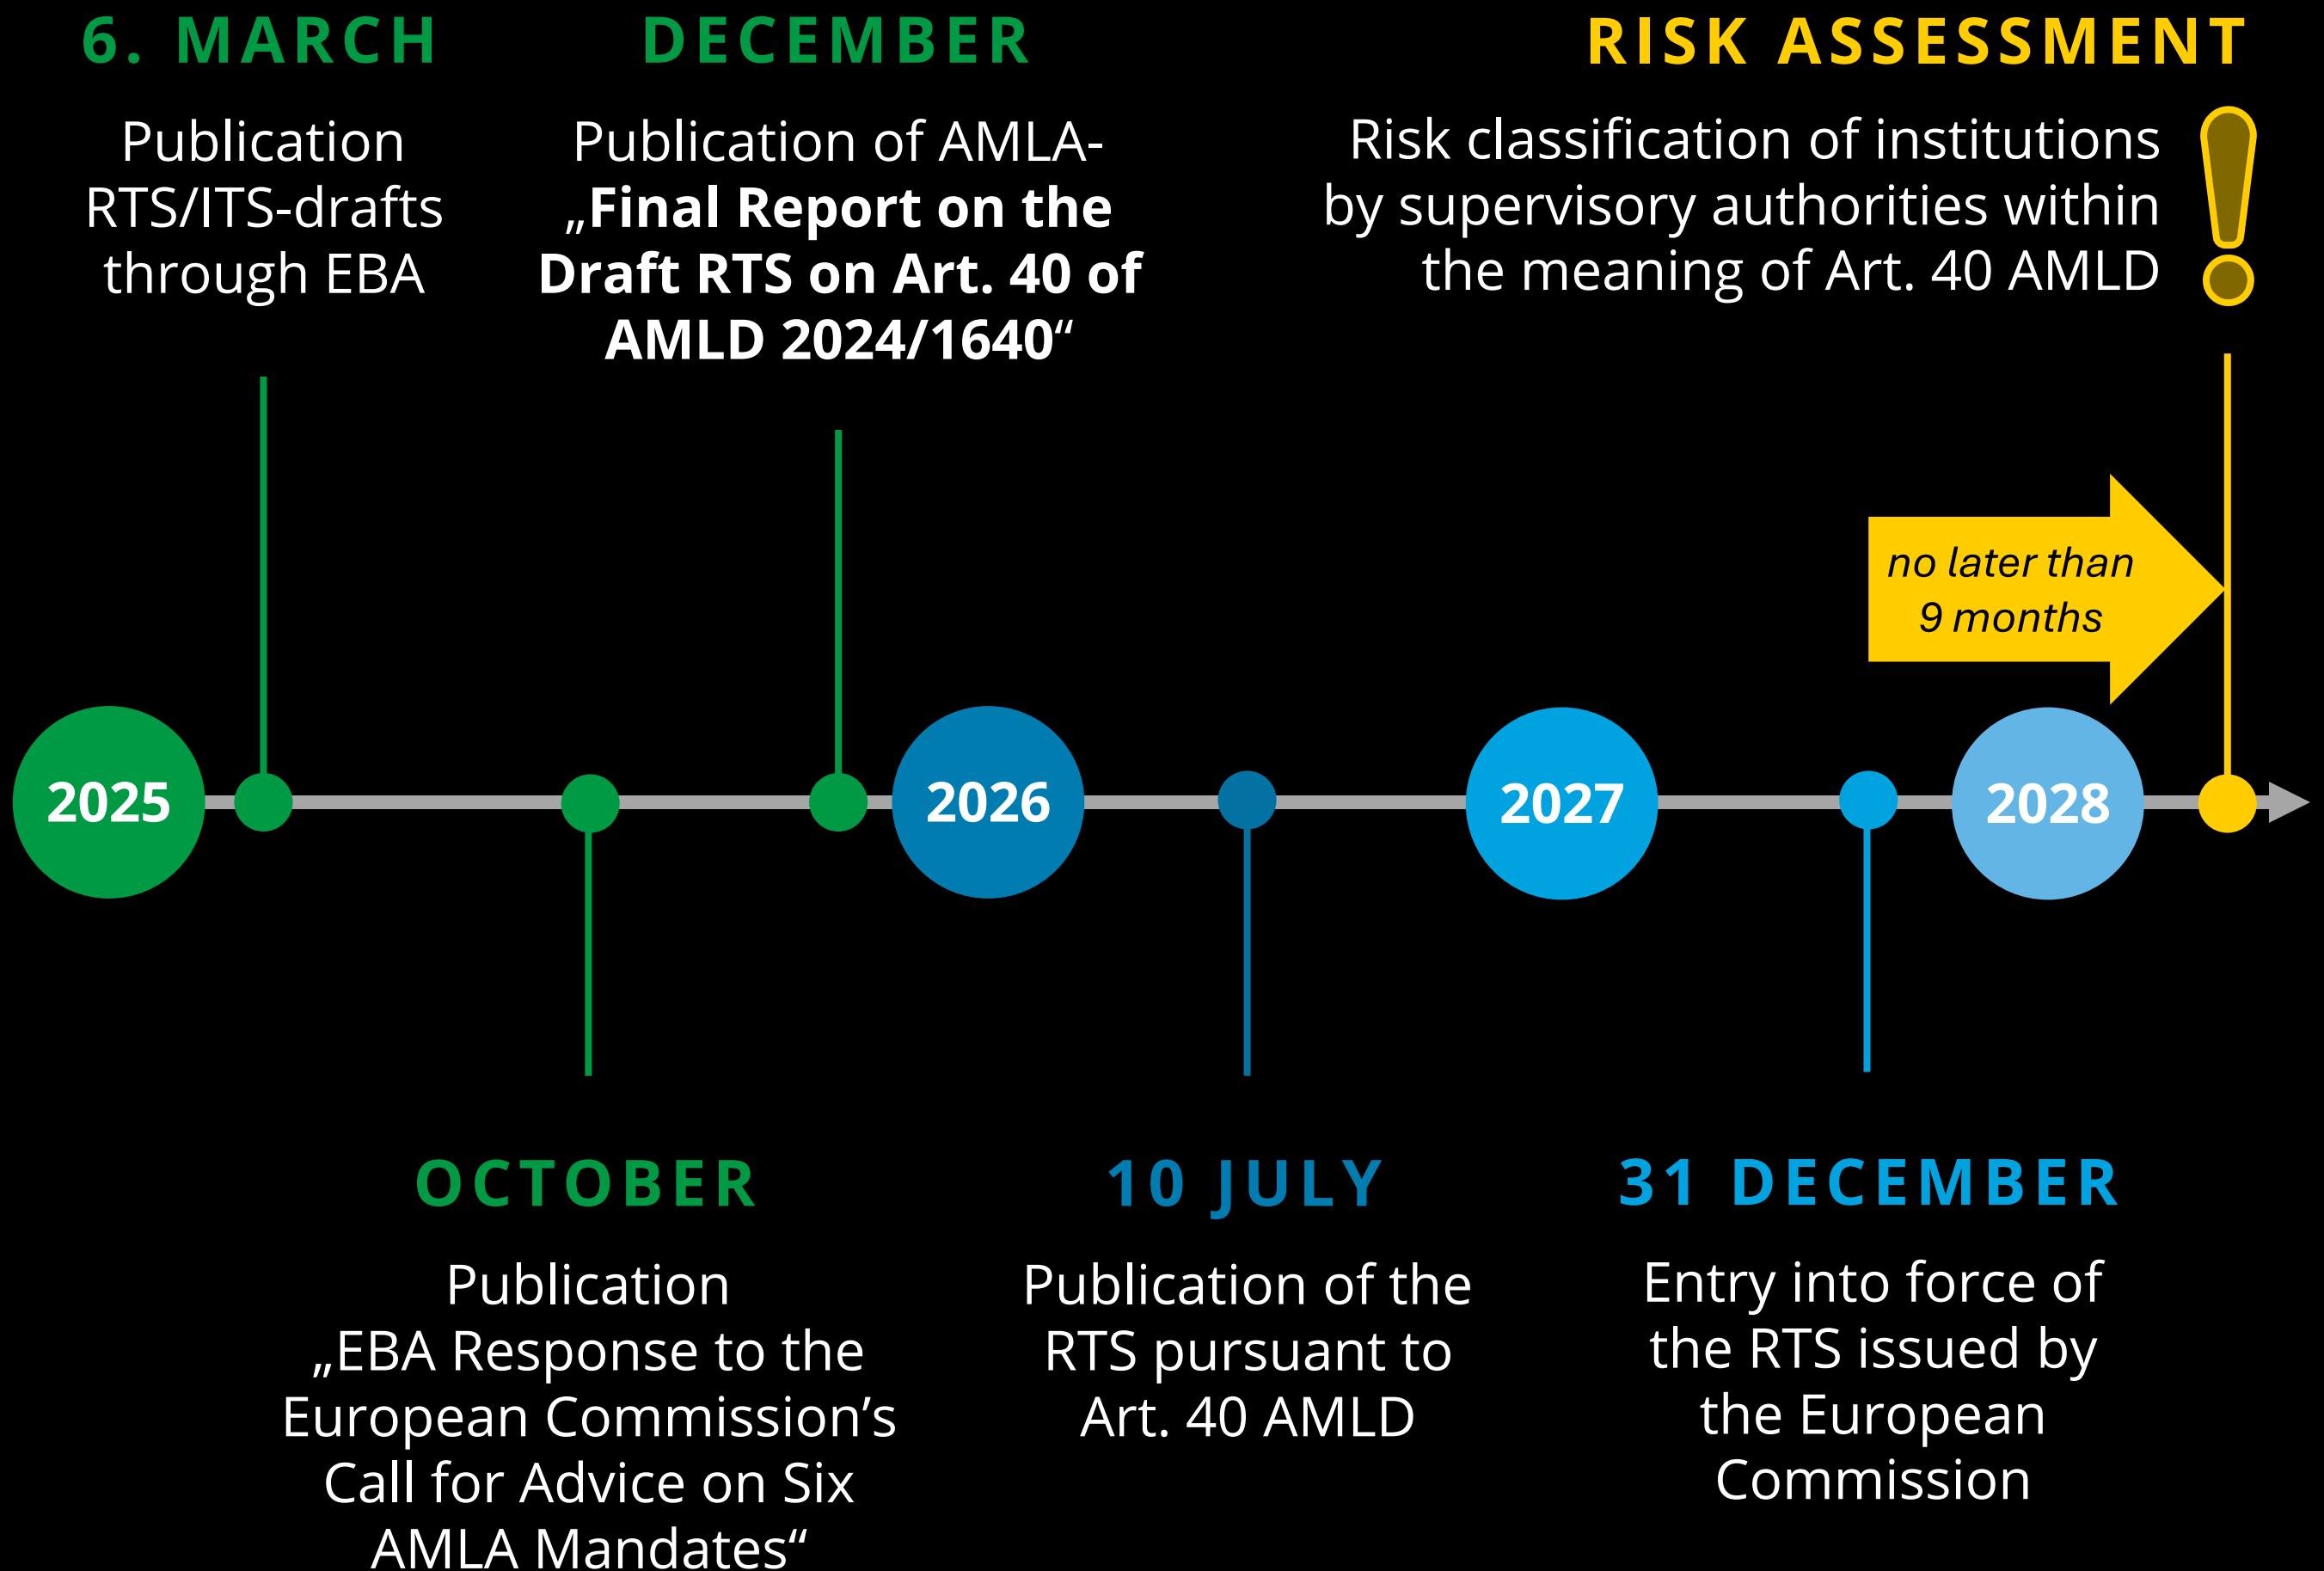 6. MARCH
Publication
RTS/ITS-drafts
through EBA
DECEMBER
Publication of AMLA-
„Final Report on the
Draft RTS on Art. 40 of
AMLD 2024/1640“
RISK ASSESSMENT
Risk classification of institutions
by supervisory authorities within
the meaning of Art. 40 AMLD
no later than
9 months
2025
2026
2027
2028
OCTOBER
Publication
„EBA Response to the
European Commission’s
Call for Advice on Six
AMLA Mandates“
10 JULY
Publication of the
RTS pursuant to
Art. 40 AMLD
31 DECEMBER
Entry into force of
the RTS issued by
the European
Commission